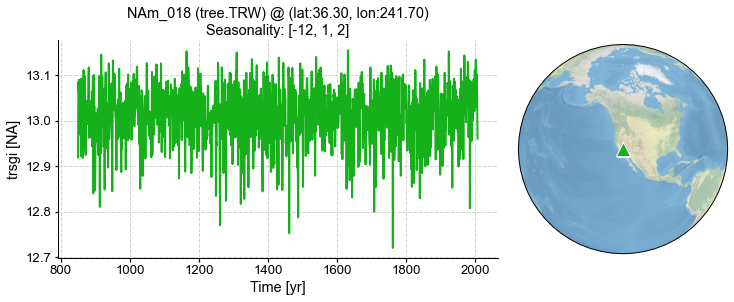 NAm_018 (tree.TRW) @ (lat:36.30, lon:241.70)
Seasonality: [-12, 1, 2]
trsgi [NA]
13.1
13.0
12.9
12.8
12.7
800 1000 1200 1400 1600 1800 2000
Time [yr]